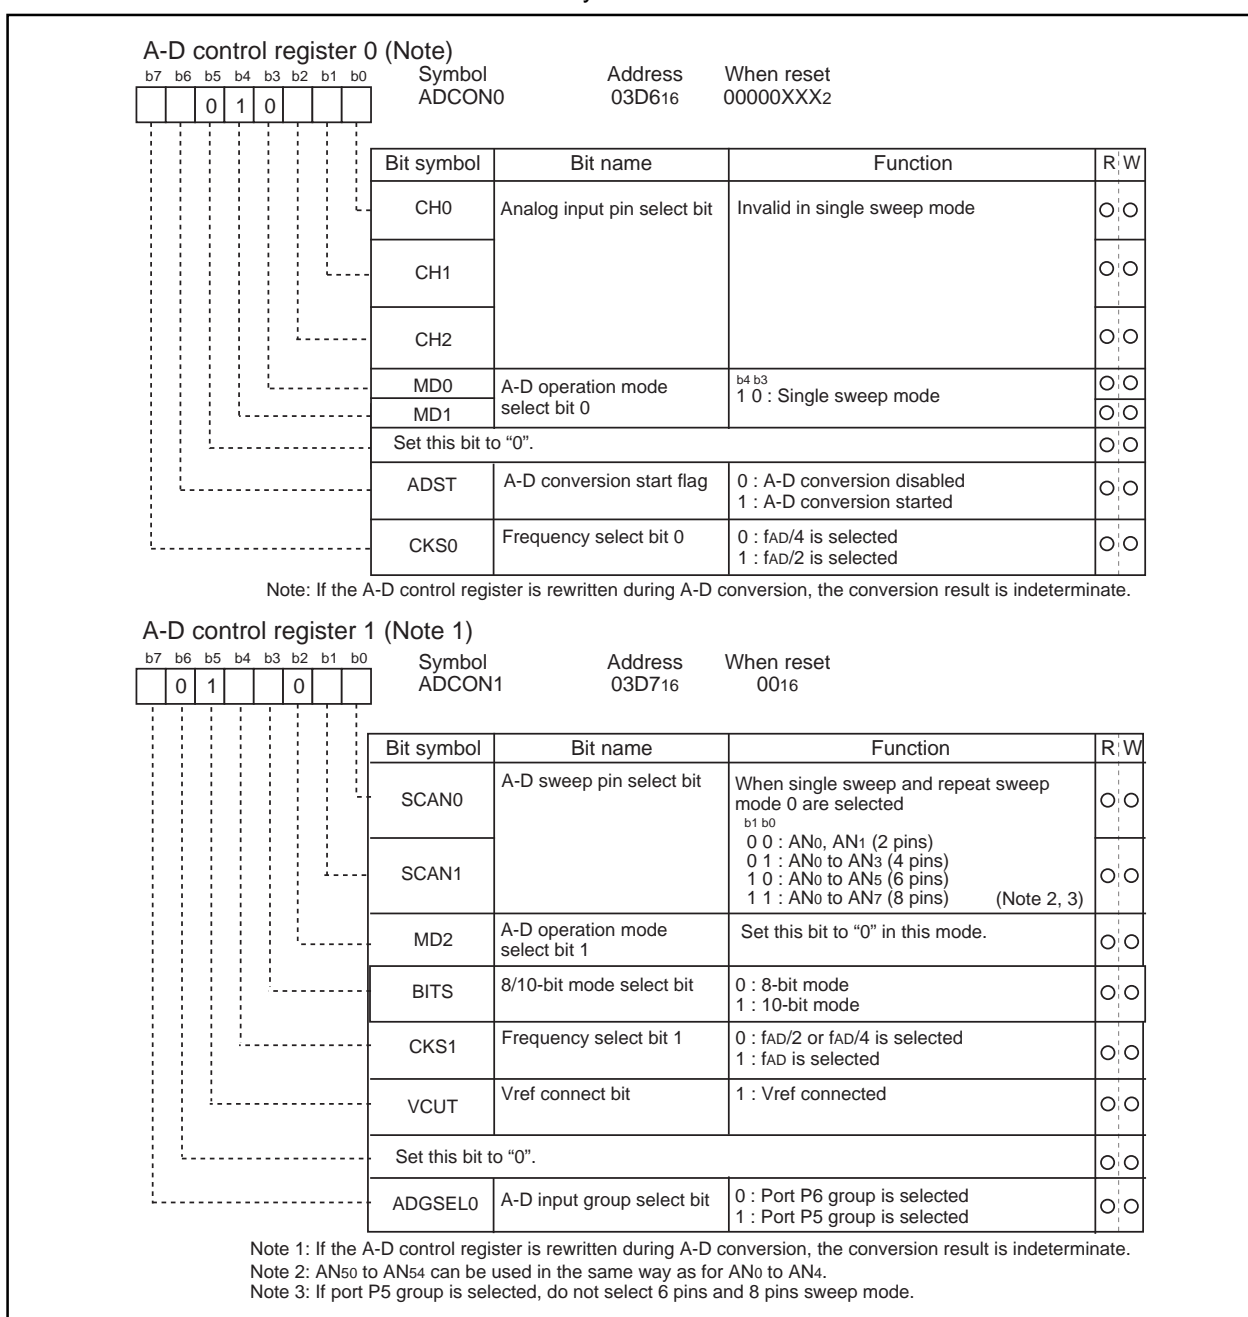 A-D control register 0 (Note)
b7 b6 b5 b4 b3 b2 b1 b0
Symbol Address When reset
ADCON0 03D616 00000XXX2
0 1 0
Bit symbol Bit name Function R W
CH0 Analog input pin select bit Invalid in single sweep mode
CH1
CH2
MD0 A-D operation mode b4 b3
select bit 0 1 0 : Single sweep mode
MD1
Set this bit to “0”.
ADST A-D conversion start flag 0 : A-D conversion disabled
1 : A-D conversion started
CKS0 Frequency select bit 0 0 : fAD/4 is selected
1 : fAD/2 is selected
Note: If the A-D control register is rewritten during A-D conversion, the conversion result is indeterminate.
A-D control register 1 (Note 1)
b7 b6 b5 b4 b3 b2 b1 b0
Symbol Address When reset
ADCON1 03D716 0016
0 1 0
Bit symbol Bit name Function R W
SCAN0 A-D sweep pin select bit When single sweep and repeat sweep
mode 0 are selected
b1 b0
0 0 : AN0, AN1 (2 pins)
0 1 : AN0 to AN3 (4 pins)
SCAN1 1 0 : AN0 to AN5 (6 pins)
1 1 : AN0 to AN7 (8 pins) (Note 2, 3)
MD2 A-D operation mode Set this bit to “0” in this mode.
select bit 1
BITS 8/10-bit mode select bit 0 : 8-bit mode
1 : 10-bit mode
CKS1 Frequency select bit 1 0 : fAD/2 or fAD/4 is selected
1 : fAD is selected
VCUT Vref connect bit 1 : Vref connected
Set this bit to “0”.
ADGSEL0 A-D input group select bit 0 : Port P6 group is selected
1 : Port P5 group is selected
Note 1: If the A-D control register is rewritten during A-D conversion, the conversion result is indeterminate.
Note 2: AN50 to AN54 can be used in the same way as for AN0 to AN4.
Note 3: If port P5 group is selected, do not select 6 pins and 8 pins sweep mode.